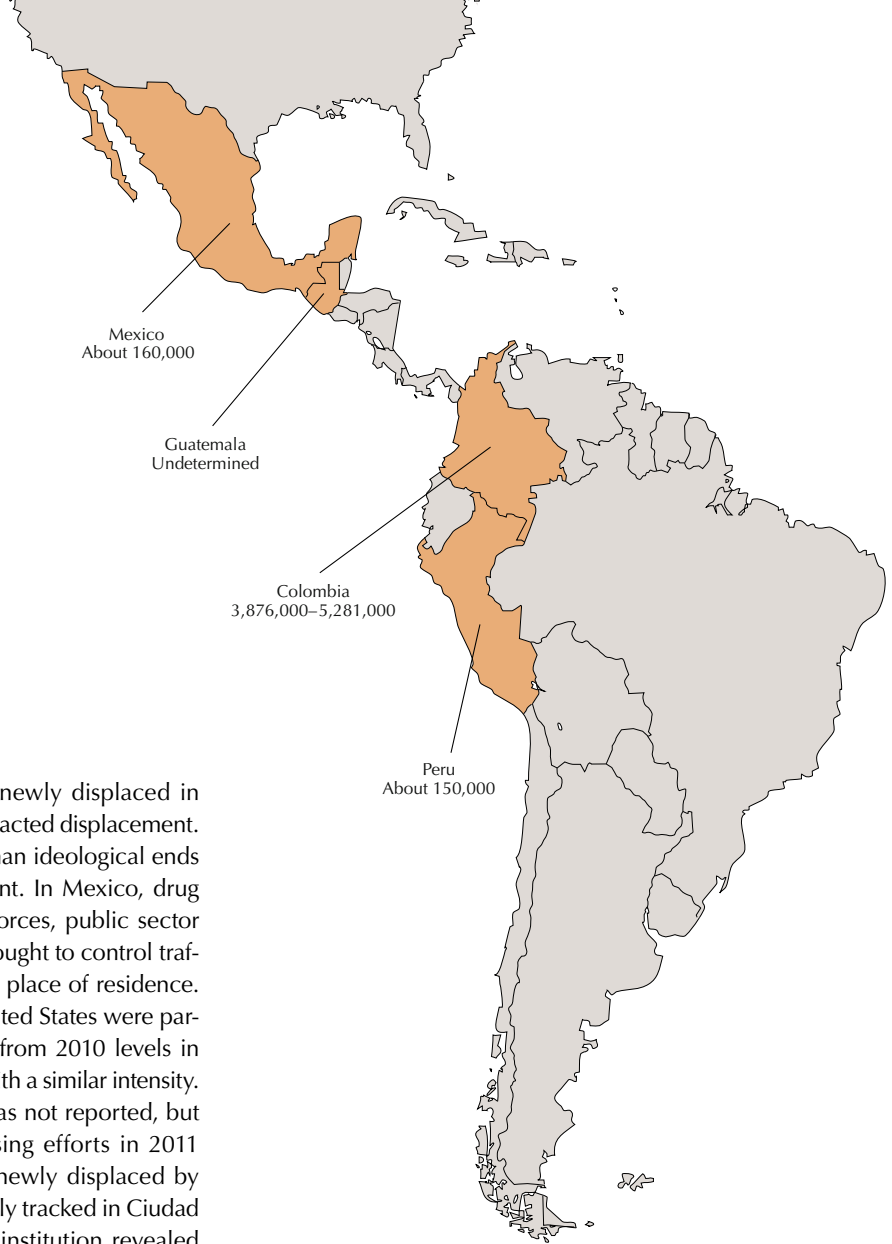 Mexico
About 160,000
Guatemala
Undetermined
Colombia
3,876,000–5,281,000
Peru
About 150,000
newly displaced in
acted displacement.
an ideological ends
nt. In Mexico, drug
orces, public sector
ought to control traf-
place of residence.
ted States were par-
from 2010 levels in
th a similar intensity.
as not reported, but
sing efforts in 2011
newly displaced by
ly tracked in Ciudad
institution revealed